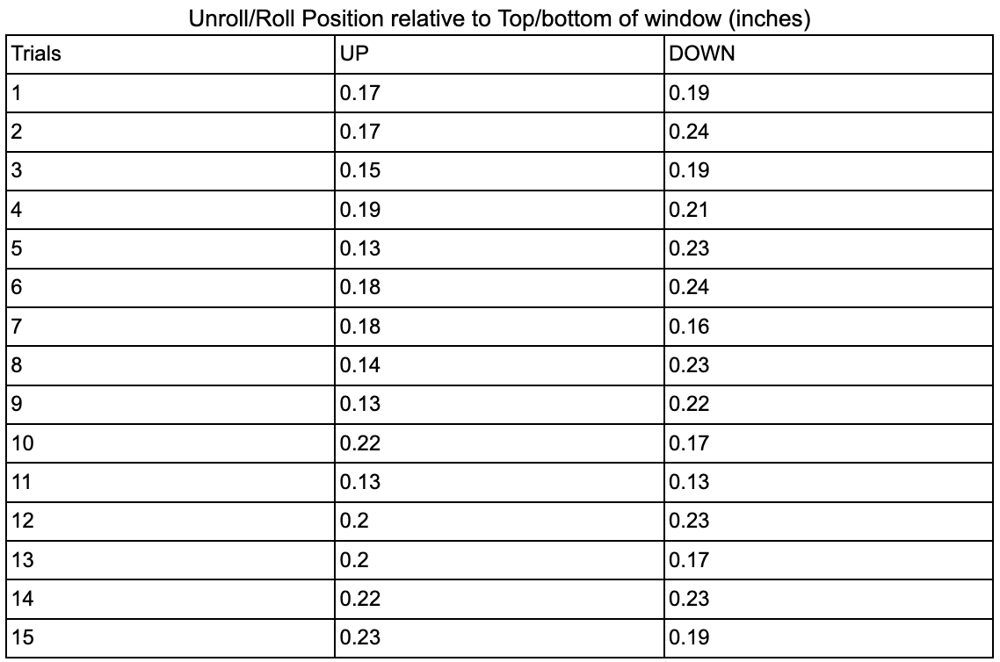 Unroll/Roll Position relative to Top/bottom of window (inches)
Trials UP DOWN
1 0.17 0.19
2 0.17 0.24
3 0.15 0.19
4 0.19 0.21
5 0.13 0.23
6 0.18 0.24
7 0.18 0.16
8 0.14 0.23
9 0.13 0.22
10 0.22 0.17
11 0.13 0.13
12 0.2 0.23
13 0.2 0.17
14 0.22 0.23
15 0.23 0.19